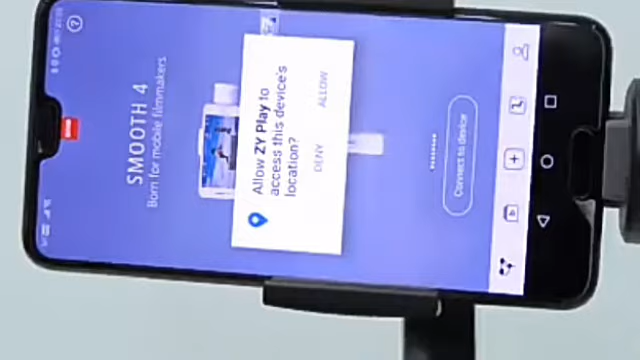 SMOOTH 4
Born for mobile filmmakers
Allow ZY Play to
access this device's
location?
DENY
ALLOW
Connect to device